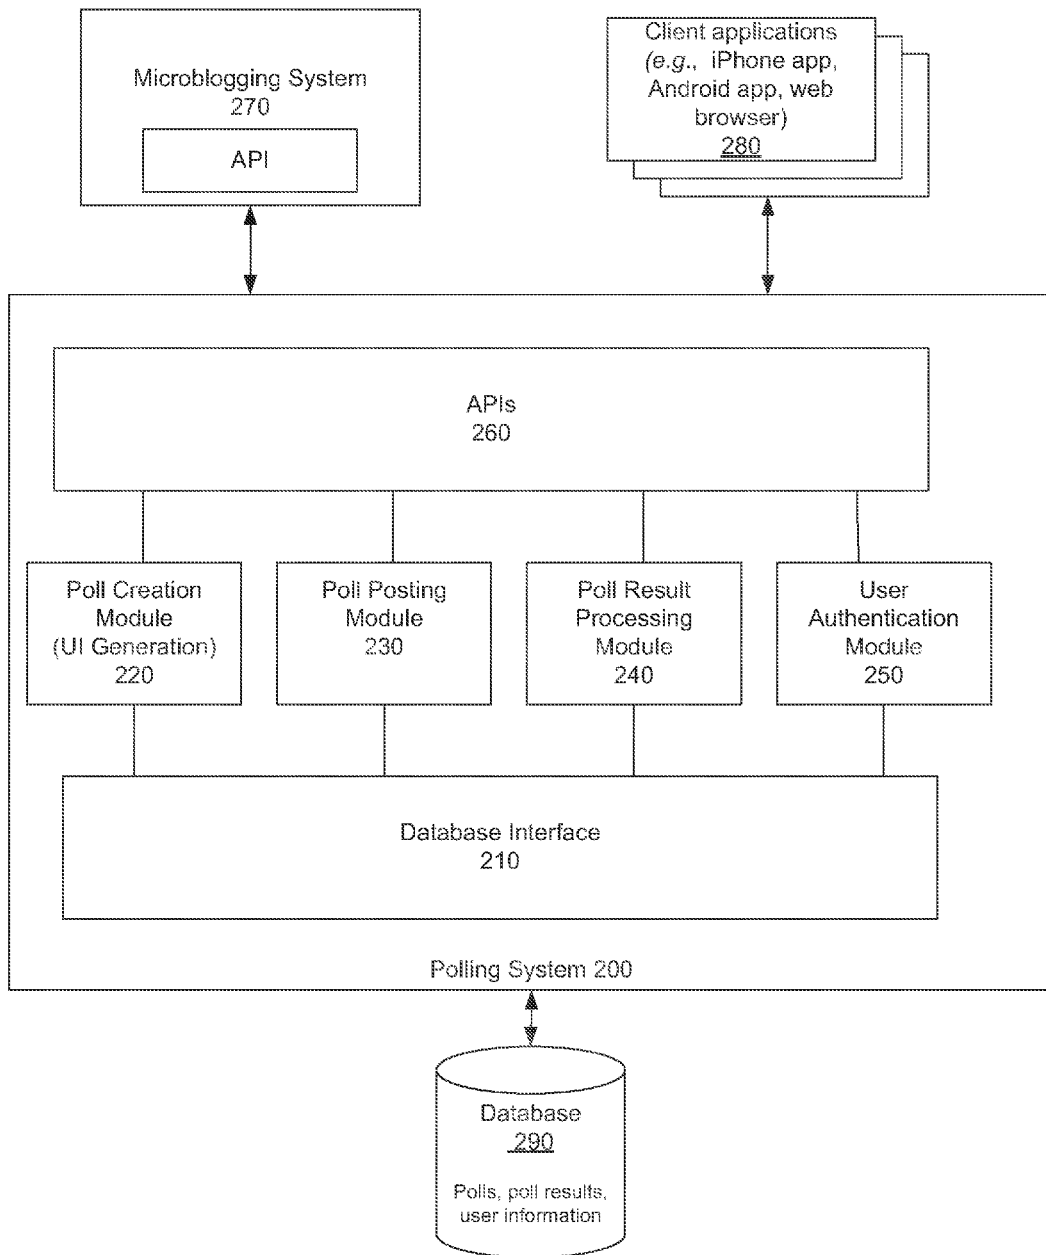 Microblogging System
270
API
Client applications
(e.g., iPhone app,
Android app, web
browser)
280
APIs
260
Poll Creation
Module
(UI Generation)
220
Poll Posting
Module
230
Poll Result
Processing
Module
240
User
Authentication
Module
250
Database Interface
210
Polling System 200
Database
290
Polls, poll results,
user information